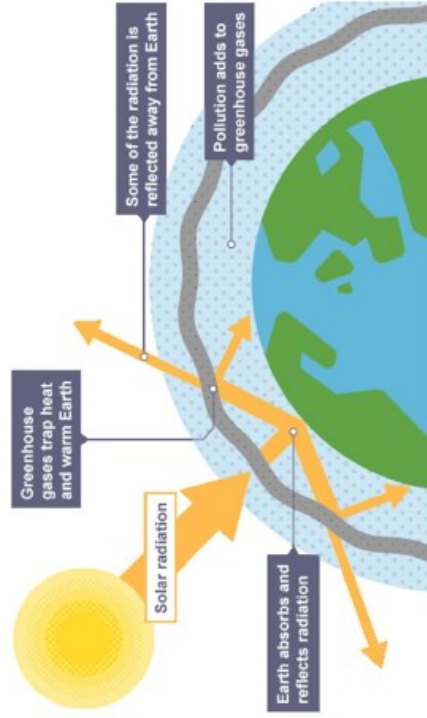 Solar radiation
Greenhouse
gases trap heat
and warm Earth
Some of the radiation is
reflected away from Earth
Earth absorbs and
reflects radiation
Pollution adds to
greenhouse gases